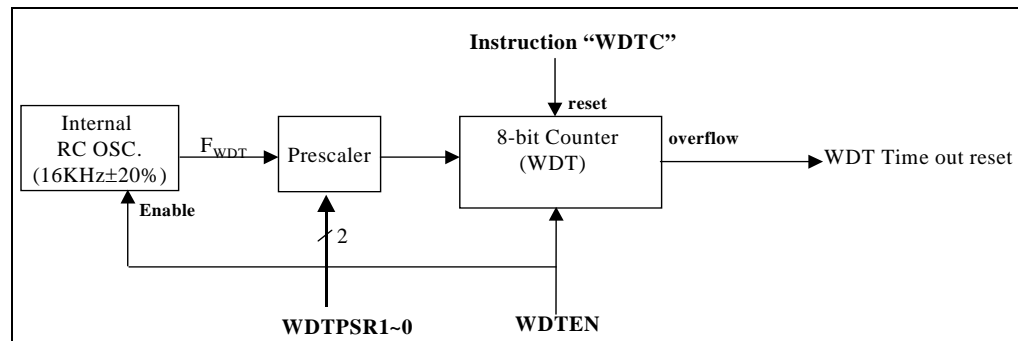 Instruction “WDTC”
reset
Internal
RC OSC.
(16KHz±20%)
FWDT
Prescaler
8-bit Counter
(WDT)
overflow
WDT Time out reset
Enable
2
WDTPSR1~0
WDTEN